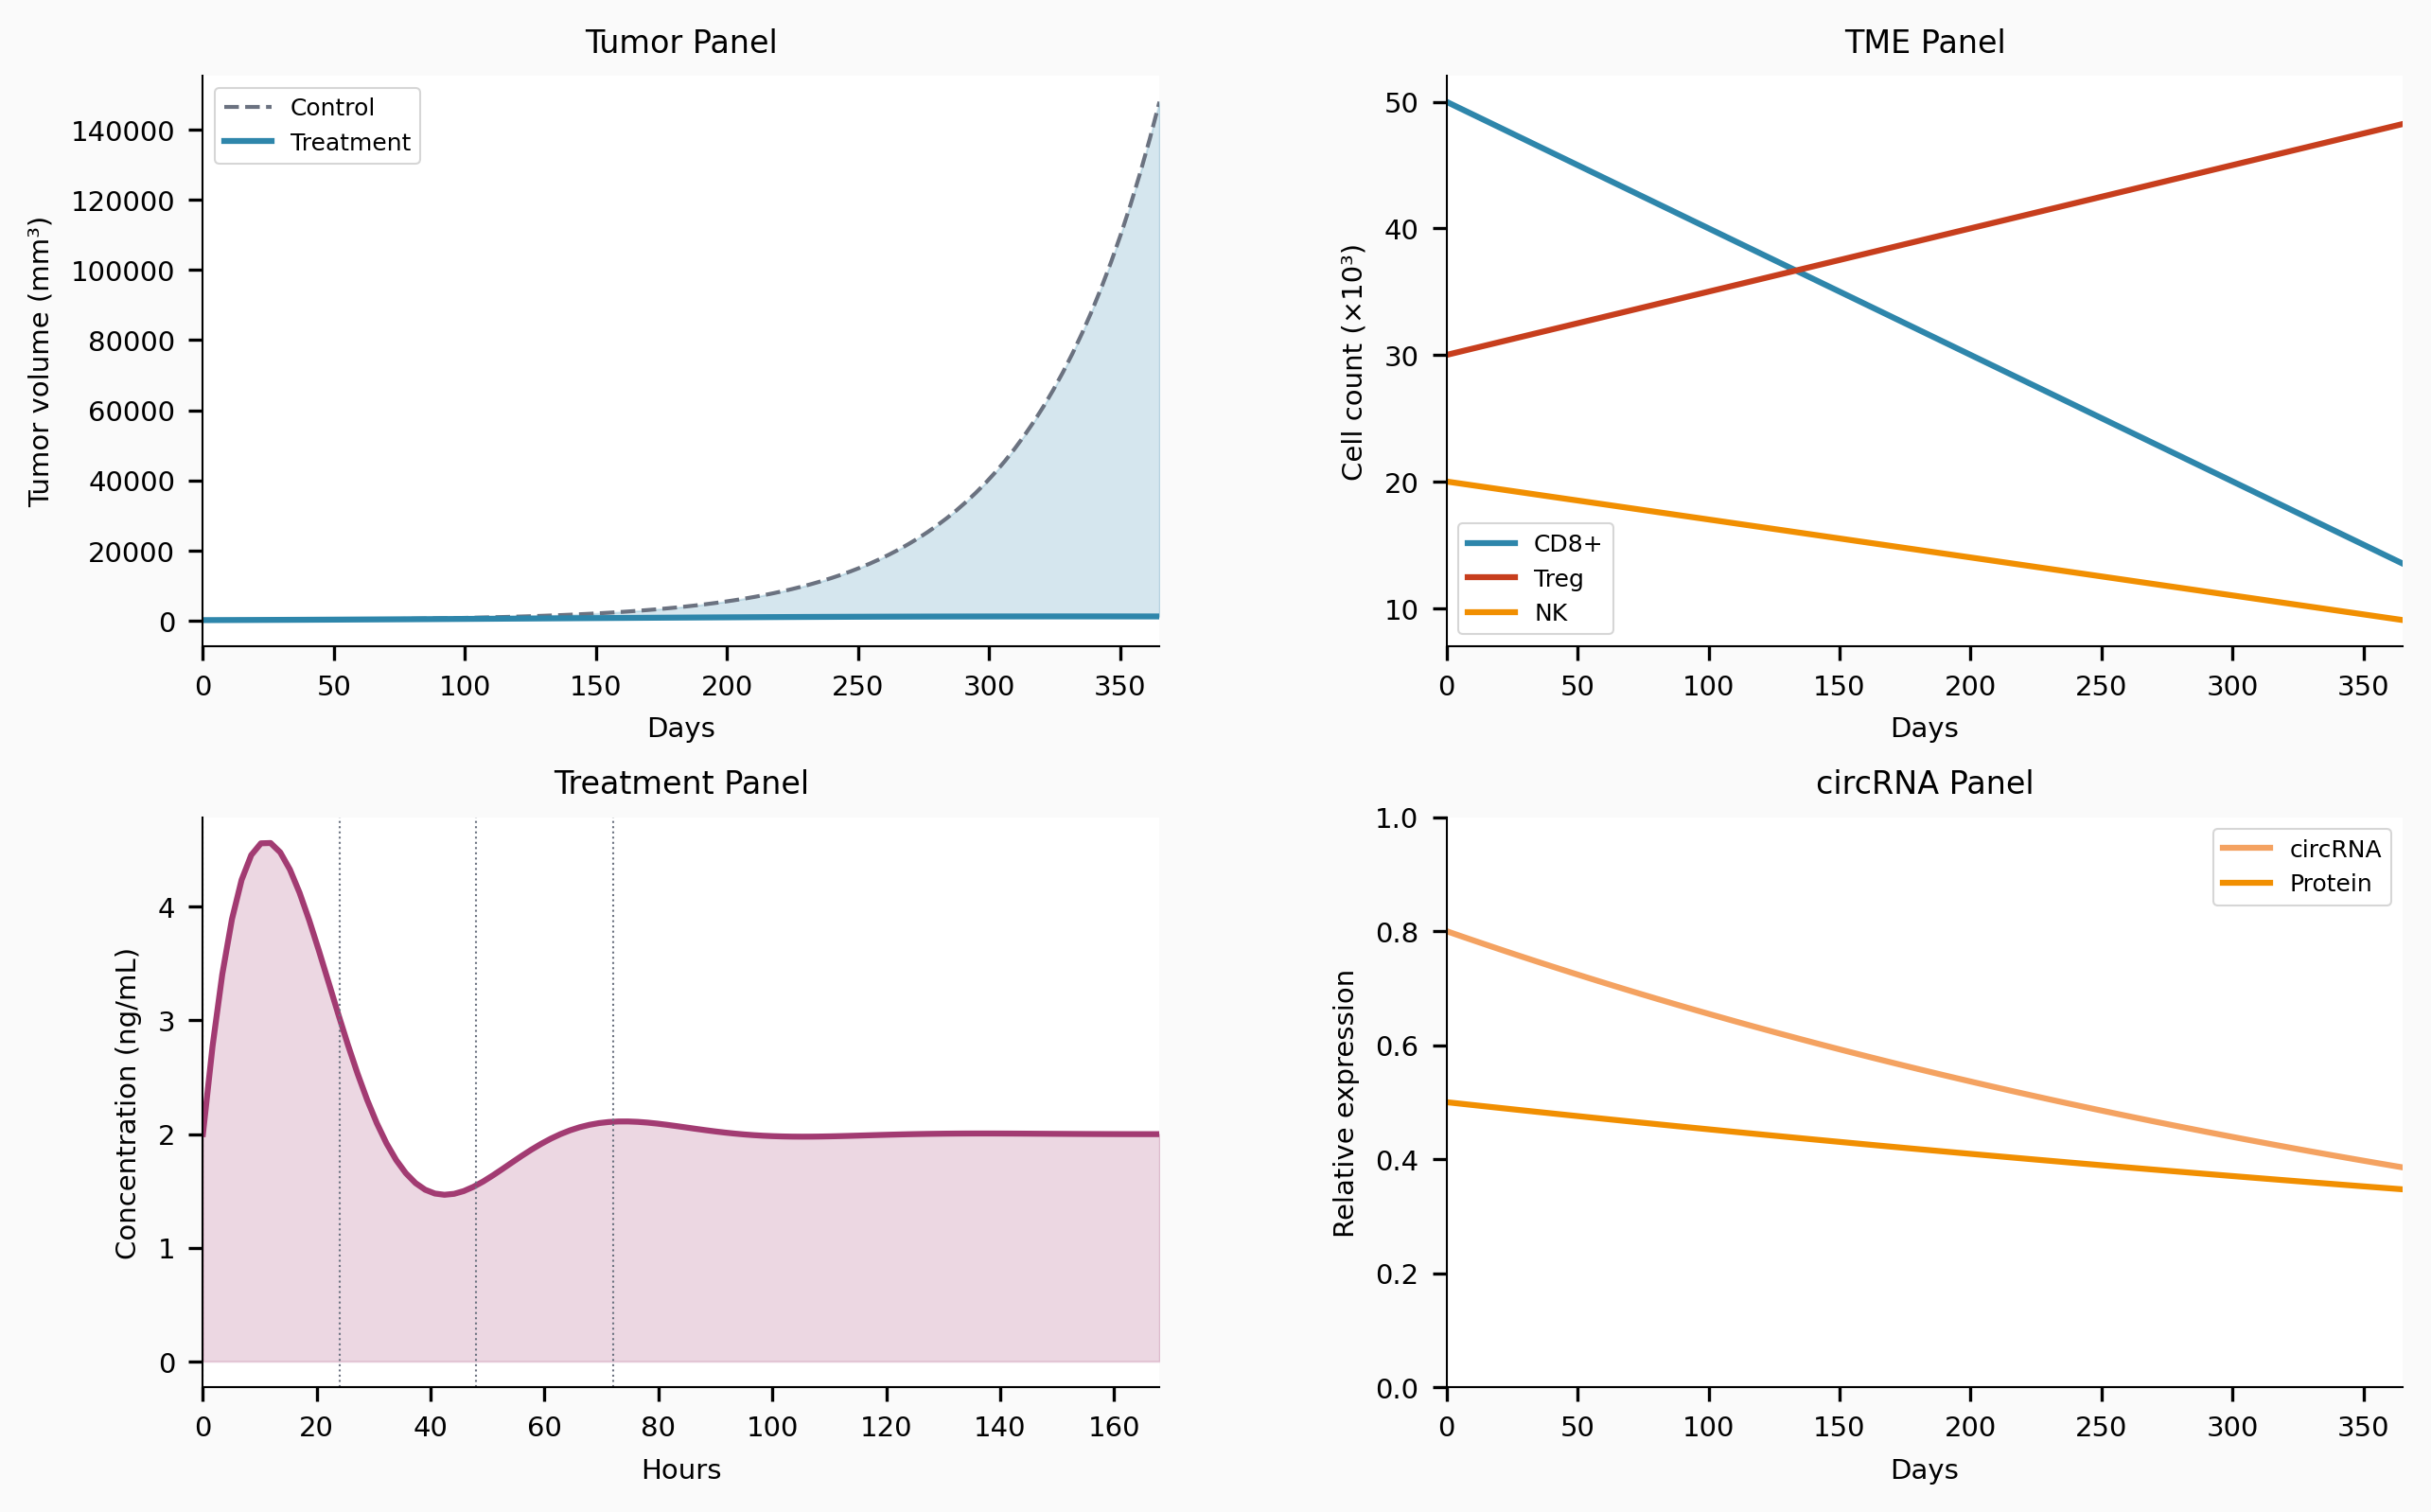 Tumor Panel
Control
Treatment
Tumor volume (mm³)
140000
120000
100000
80000
60000
40000
20000
0
0 50 100 150 200 250 300 350
Days
TME Panel
Cell count (×10³)
50
40
30
20
10
CD8+
Treg
NK
0 50 100 150 200 250 300 350
Days
Treatment Panel
Concentration (ng/mL)
4
3
2
1
0
0 20 40 60 80 100 120 140 160
Hours
circRNA Panel
circRNA
Protein
Relative expression
1.0
0.8
0.6
0.4
0.2
0.0
0 50 100 150 200 250 300 350
Days